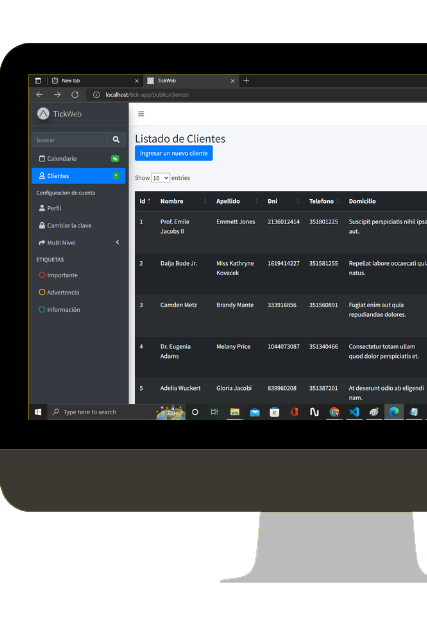 New tab
TickWeb
localhost/tick-app/public/clientes
TickWeb
buscar
Calendario
Clientes
Configuracion de cuenta
Perfil
Cambiar la clave
Multi Nivel
ETIQUETAS
Importante
Advertencia
Información
Listado de Clientes
Ingresar un nuevo cliente
Show 10 entries
Id Nombre Apellido Dni Telefono Domicilio
1 Prof. Emile Emmett Jones 2136012414 351801225 Suscipit perspiciatis nihil ipsa
Jacobs II aut.
2 Daija Bode Jr. Miss Kathryne 1619414227 351581255 Repellat labore occaecati quia
Kovacek natus.
3 Camden Metz Brandy Mante 333916856 351560891 Fugiat enim aut quia
repudiandae dolores.
4 Dr. Eugenia Melany Price 1044073087 351340466 Consectetur totam ullam
Adams quod dolor perspiciatis et.
5 Adelia Wuckert Gloria Jacobi 839960208 351387201 At deserunt odio ab eligendi
nam.
Type here to search